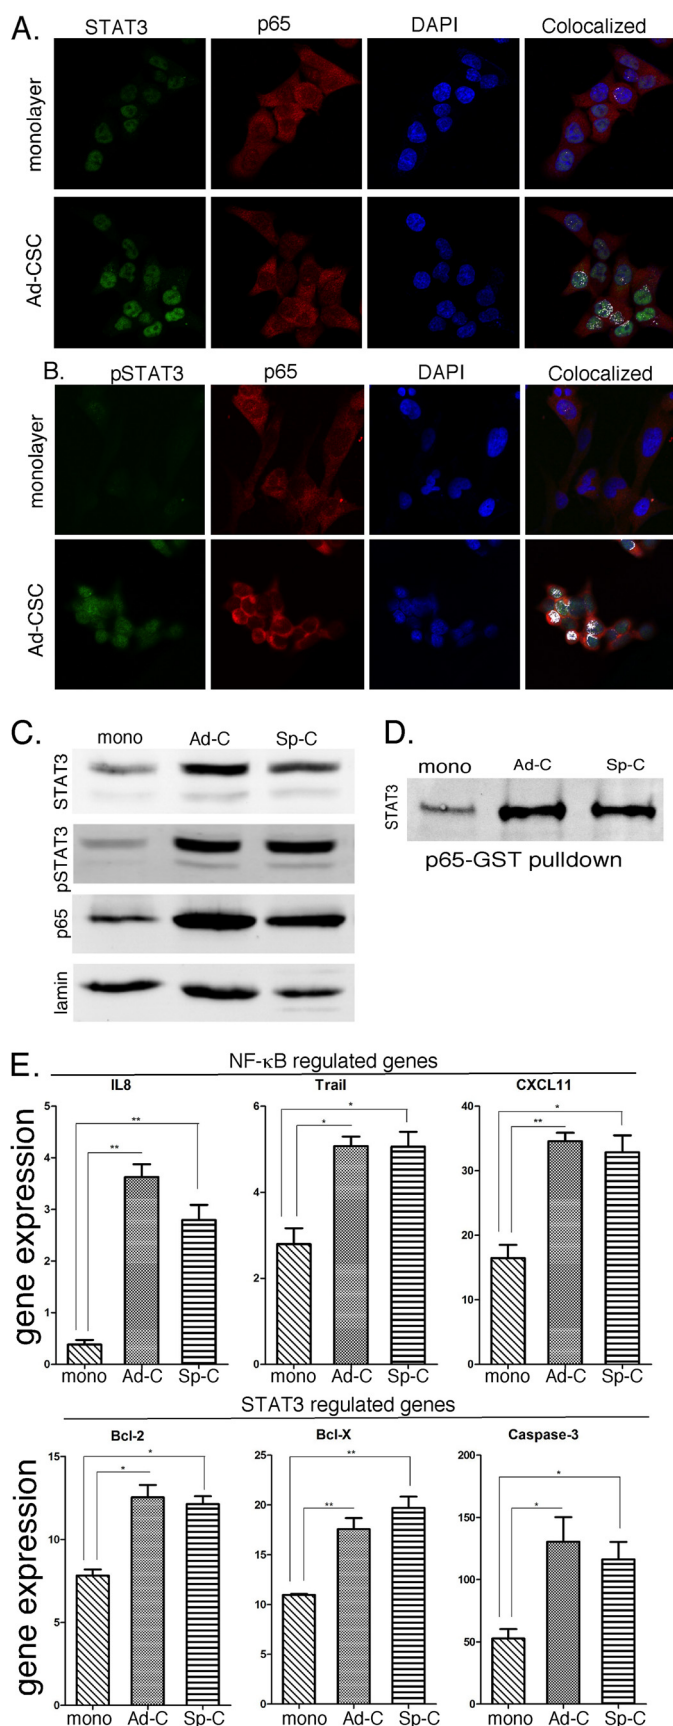 A.
STAT3 p65 DAPI Colocalized
monolayer
Ad-CSC
B.
pSTAT3 p65 DAPI Colocalized
monolayer
Ad-CSC
C.
mono Ad-C Sp-C
STAT3
pSTAT3
p65
lamin
D.
mono Ad-C Sp-C
STAT3
p65-GST pulldown
E.
NF-κB regulated genes
IL8 Trail CXCL11
gene expression
5
4
3
2
1
0
** 
**
mono Ad-C Sp-C
6
4
2
0
*
*
mono Ad-C Sp-C
40
30
20
10
0
*
**
mono Ad-C Sp-C
STAT3 regulated genes
Bcl-2 Bcl-X Caspase-3
gene expression
15
10
5
0
*
*
mono Ad-C Sp-C
25
20
15
10
5
0
**
**
mono Ad-C Sp-C
200
150
100
50
0
*
*
mono Ad-C Sp-C